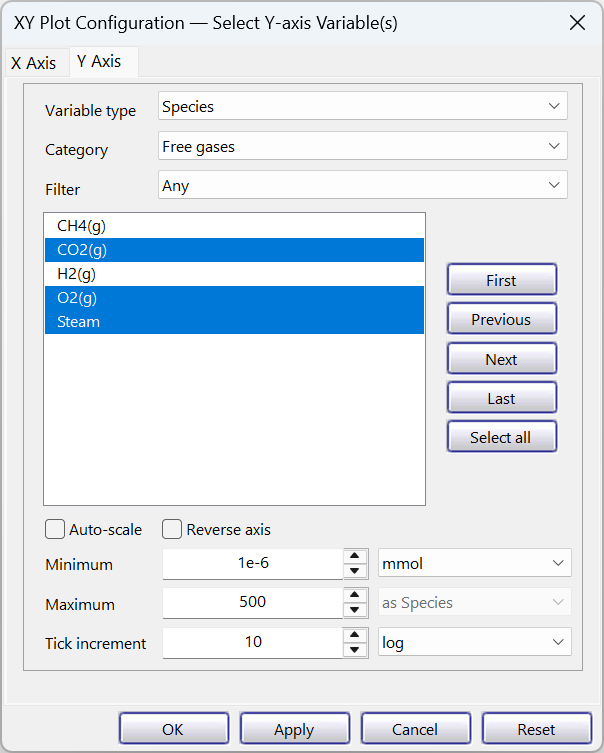 XY Plot Configuration — Select Y-axis Variable(s)
X Axis Y Axis
Variable type Species
Category Free gases
Filter Any
CH4(g)
CO2(g)
H2(g)
O2(g)
Steam
First
Previous
Next
Last
Select all
Auto-scale Reverse axis
Minimum 1e-6 mmol
Maximum 500 as Species
Tick increment 10 log
OK Apply Cancel Reset